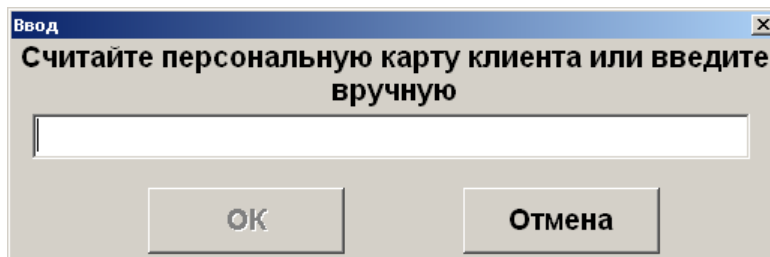 Ввод
Считайте персональную карту клиента или введите
вручную
ОК
Отмена